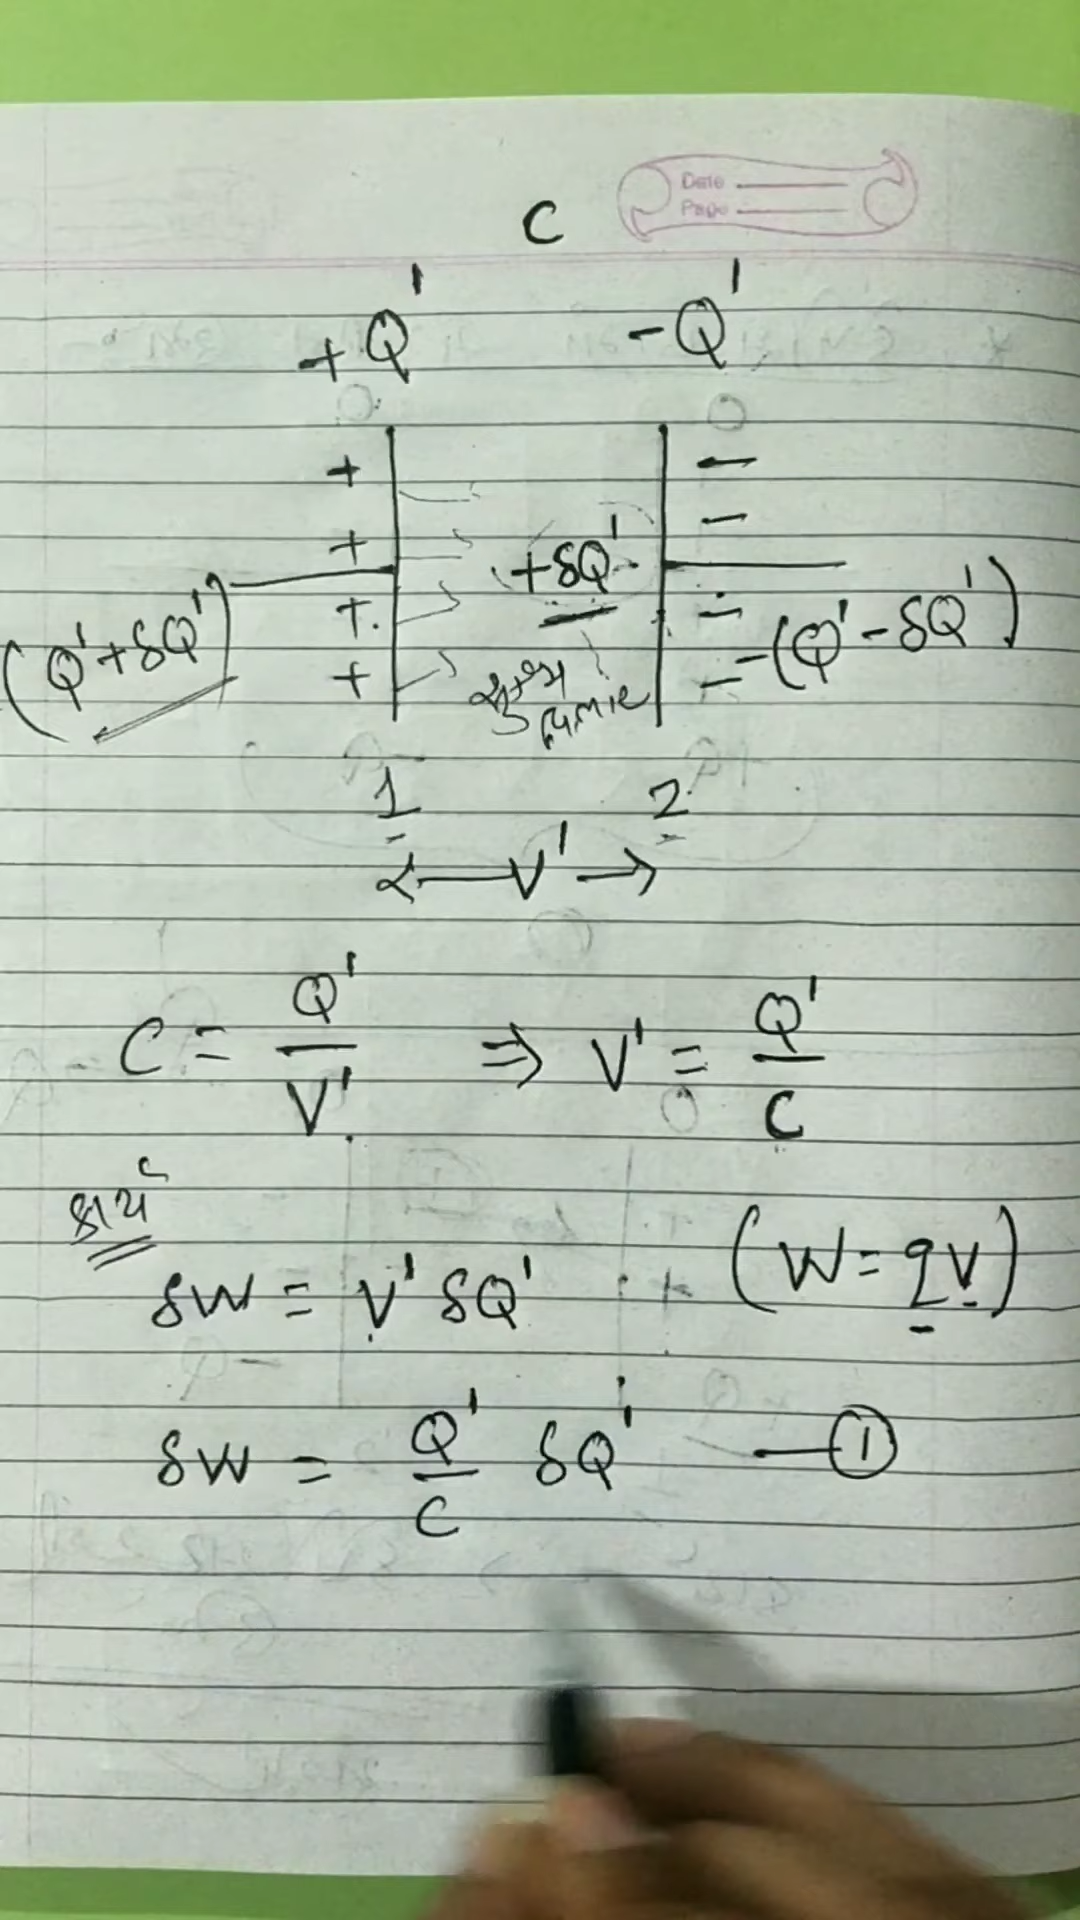 Date
Page
C
+Q' -Q'
+ −
+ −
+δQ'
+ −
(Q'+δQ') -(Q'-δQ')
+ −
1 2
← V' →
C = Q'/V' ⇒ V' = Q'/C
δW = V' δQ' (W = qV)
δW = Q'/C δQ' —①